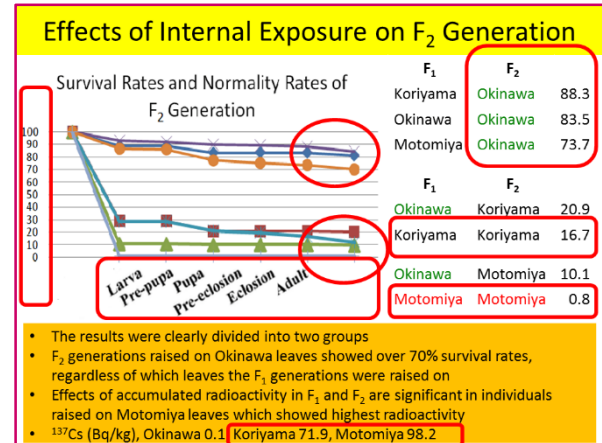 Effects of Internal Exposure on F₂ Generation
Survival Rates and Normality Rates of
F₂ Generation
100
90
80
70
60
50
40
30
20
10
0
Larva
Pre-pupa
Pupa
Pre-eclosion
Eclosion
Adult
F₁ F₂
Koriyama Okinawa 88.3
Okinawa Okinawa 83.5
Motomiya Okinawa 73.7
F₁ F₂
Okinawa Koriyama 20.9
Koriyama Koriyama 16.7
Okinawa Motomiya 10.1
Motomiya Motomiya 0.8
• The results were clearly divided into two groups
• F₂ generations raised on Okinawa leaves showed over 70% survival rates,
regardless of which leaves the F₁ generations were raised on
• Effects of accumulated radioactivity in F₁ and F₂ are significant in individuals
raised on Motomiya leaves which showed highest radioactivity
• ¹³⁷Cs (Bq/kg), Okinawa 0.1 Koriyama 71.9, Motomiya 98.2